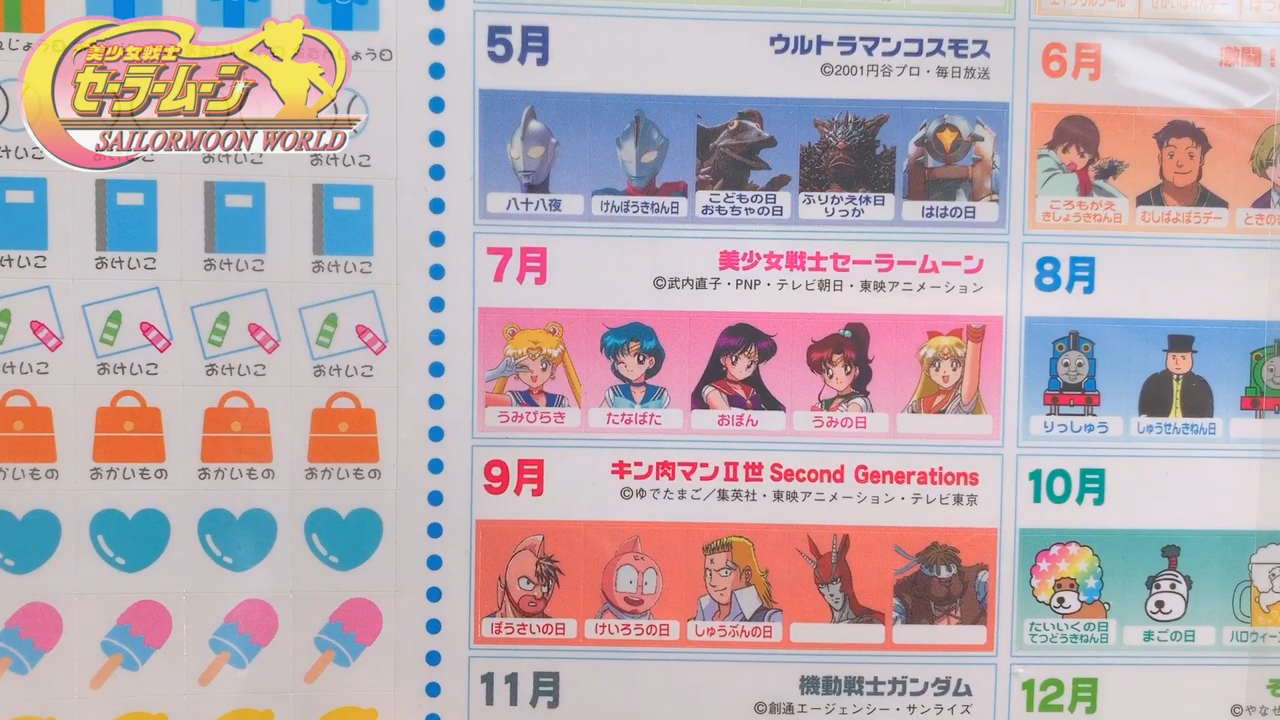 美少女戦士
セーラームーン
SAILORMOON WORLD
おけいこ
おけいこ
おけいこ
おけいこ
おけいこ
おけいこ
おけいこ
おけいこ
おけいこ
おけいこ
おかいもの
おかいもの
おかいもの
5月
ウルトラマンコスモス
©2001円谷プロ・毎日放送
八十八夜
けんぽうきねん日
こどもの日
おもちゃの日
ふりかえ休日
りっか
ははの日
6月
激闘!
ころもがえ
きしょうきねん日
むしばよぼうデー
ときの
7月
美少女戦士セーラームーン
©武内直子・PNP・テレビ朝日・東映アニメーション
うみびらき
たなばた
おぼん
うみの日
8月
りっしゅう
しゅうせんきねん日
9月
キン肉マンⅡ世 Second Generations
©ゆでたまご/集英社・東映アニメーション・テレビ東京
ぼうさいの日
けいろうの日
しゅうぶんの日
10月
たいいくの日
てつどうきねん日
まごの日
ハロウィー
11月
機動戦士ガンダム
©創通エージェンシー・サンライズ
12月
そ
©やなせ